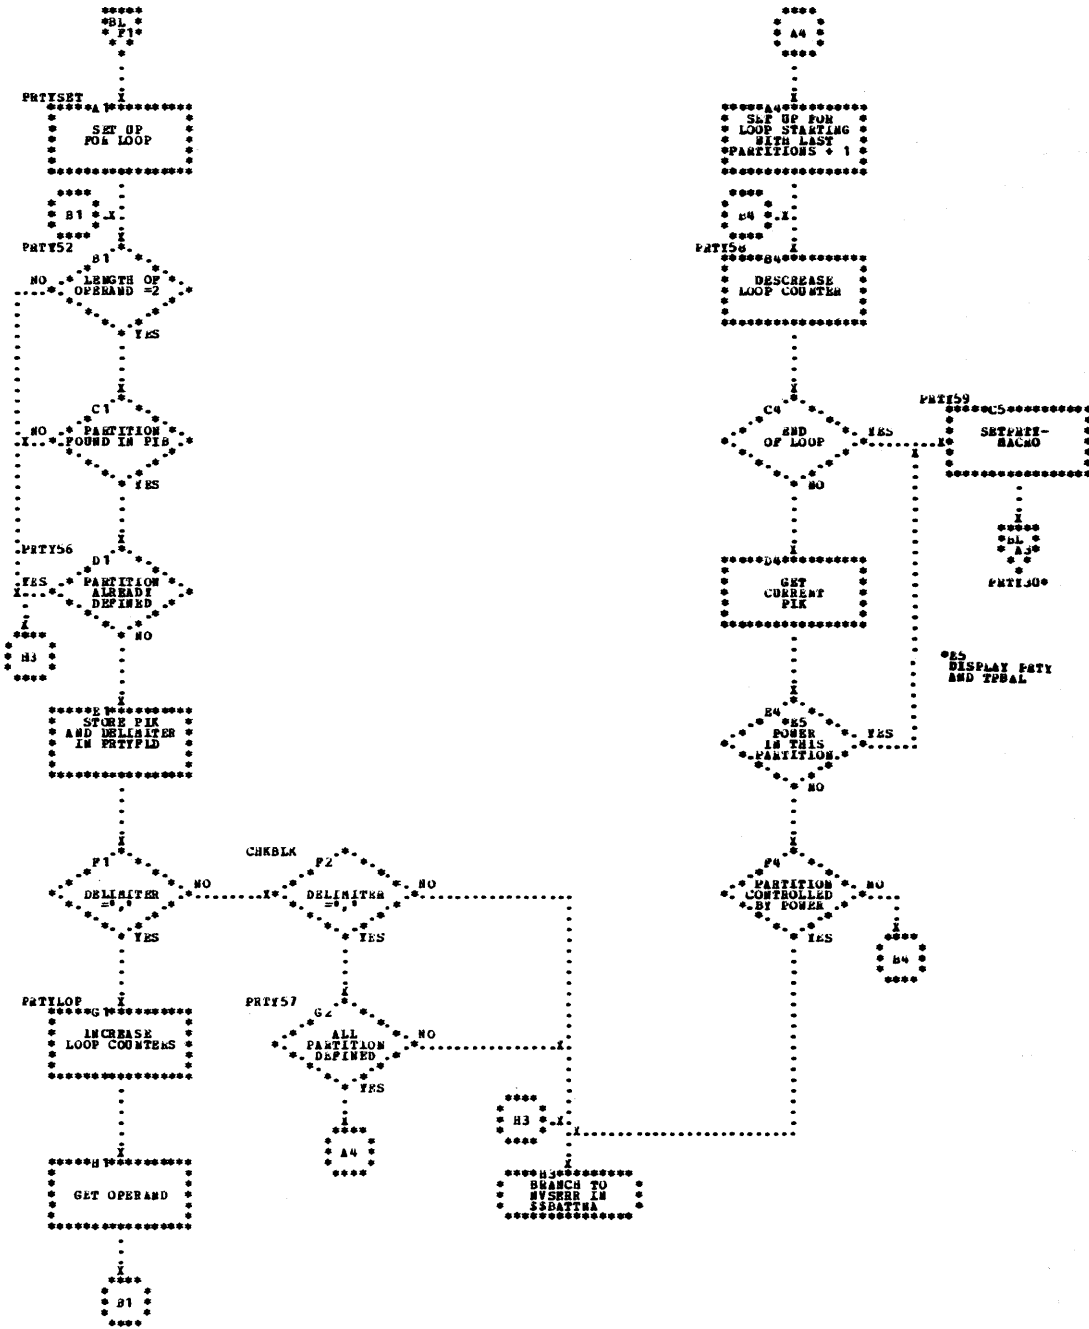 BL
F1
PRTYSET
A1
SET UP
FOR LOOP
B1
PRTY52
B1
NO
LENGTH OF
OPERAND =2
YES
C1
NO
PARTITION
FOUND IN PIB
YES
PRTY56
D1
YES
PARTITION
ALREADY
DEFINED
NO
H3
E1
STORE PIK
AND DELIMITER
IN PRTYFLD
F1
DELIMITER
=','
NO
YES
PRTYLOP
G1
INCREASE
LOOP COUNTERS
H1
GET OPERAND
B1
CHKBLK
F2
DELIMITER
NO
YES
PRTY57
G2
ALL
PARTITION
DEFINED
NO
YES
A4
H3
H3
BRANCH TO
NVSERR IN
$$BATTNA
A4
A4
SET UP FOR
LOOP STARTING
WITH LAST
PARTITIONS + 1
B4
PRTY58
B4
DESCREASE
LOOP COUNTER
C4
END
OF LOOP
YES
NO
PRTY59
C5
SETPRTY-
MACRO
BL
A3
PRTY30*
D4
GET
CURRENT
PIK
*E5
DISPLAY PRTY
AND TPBAL
E4
*E5
POWER
IN THIS
PARTITION
YES
NO
F4
PARTITION
CONTROLLED
BY POWER
NO
YES
B4